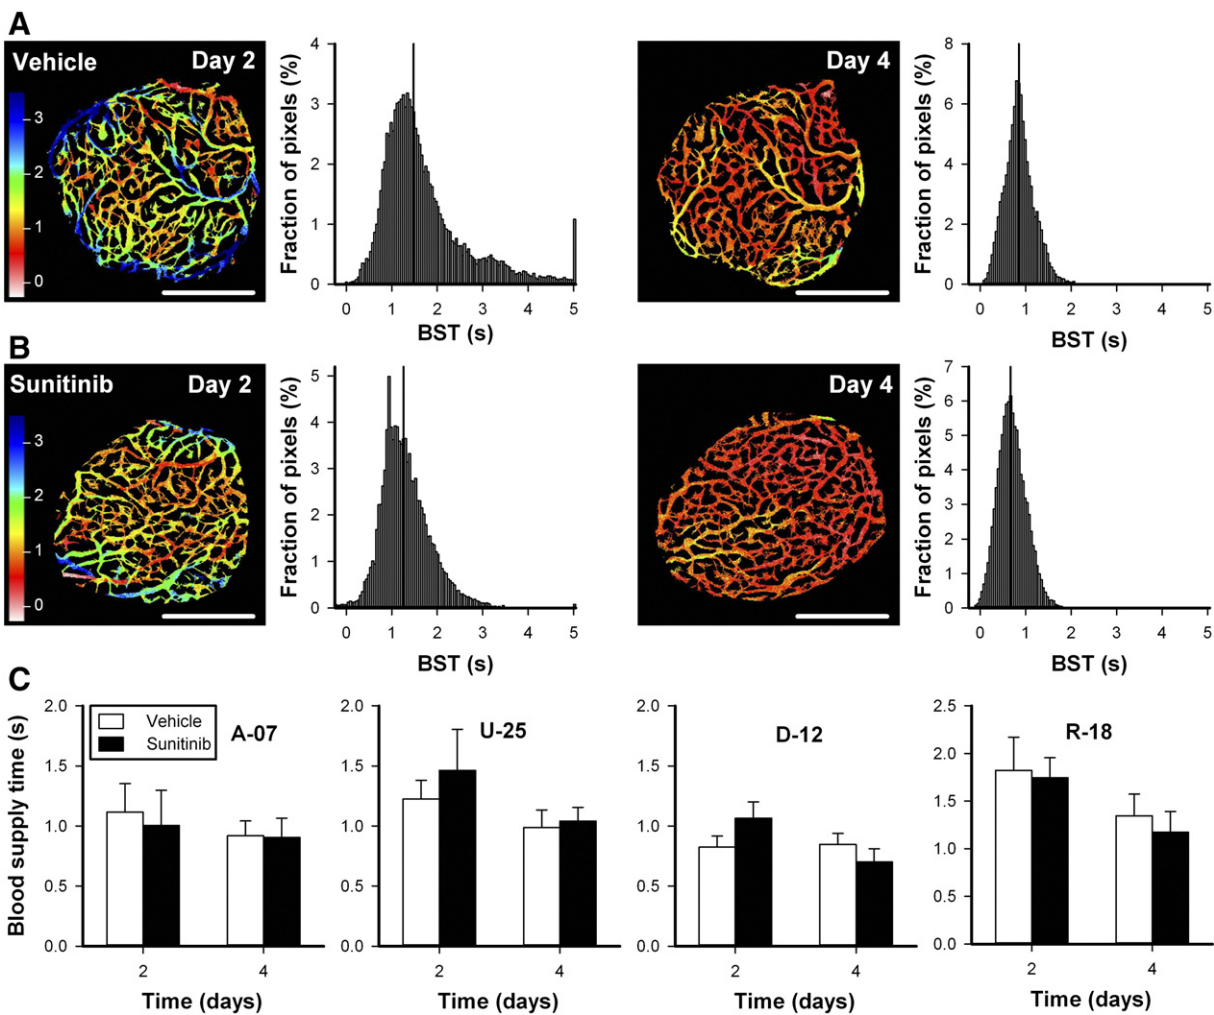 A
Vehicle Day 2
3
2
1
0
Fraction of pixels (%)
4
3
2
1
0
0 1 2 3 4 5
BST (s)
Day 4
Fraction of pixels (%)
8
6
4
2
0
0 1 2 3 4 5
BST (s)
B
Sunitinib Day 2
3
2
1
0
Fraction of pixels (%)
5
4
3
2
1
0
0 1 2 3 4 5
BST (s)
Day 4
Fraction of pixels (%)
7
6
5
4
3
2
1
0
0 1 2 3 4 5
BST (s)
C
Blood supply time (s)
2.0
1.5
1.0
0.5
0.0
Vehicle
Sunitinib
A-07
2 4
Time (days)
2.0
1.5
1.0
0.5
0.0
U-25
2 4
Time (days)
2.0
1.5
1.0
0.5
0.0
D-12
2 4
Time (days)
2.5
2.0
1.5
1.0
0.5
0.0
R-18
2 4
Time (days)